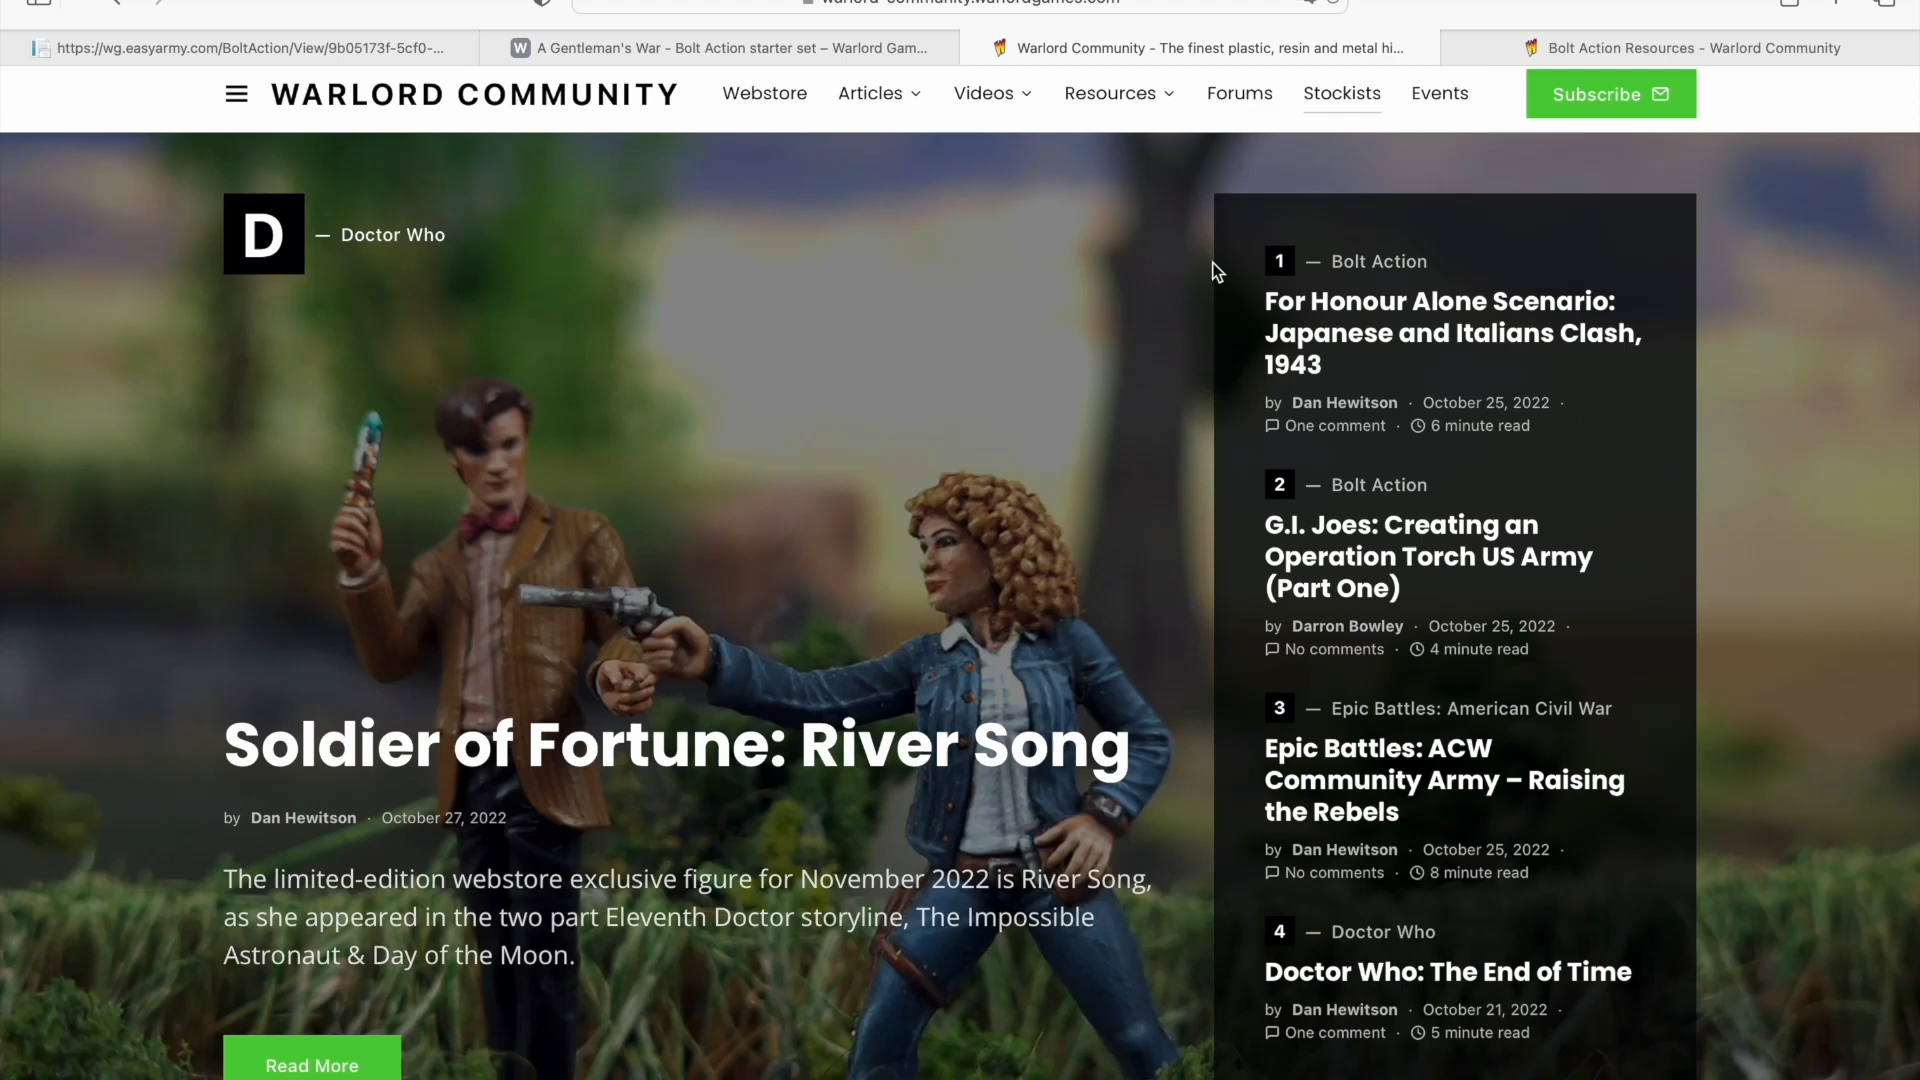 warlord-community.warlordgames.com
https://wg.easyarmy.com/BoltAction/View/9b05173f-5cf0-...
W A Gentleman's War - Bolt Action starter set – Warlord Gam...
Warlord Community - The finest plastic, resin and metal hi...
Bolt Action Resources - Warlord Community
WARLORD COMMUNITY
Webstore
Articles
Videos
Resources
Forums
Stockists
Events
Subscribe
D — Doctor Who
Soldier of Fortune: River Song
by Dan Hewitson · October 27, 2022
The limited-edition webstore exclusive figure for November 2022 is River Song,
as she appeared in the two part Eleventh Doctor storyline, The Impossible
Astronaut & Day of the Moon.
Read More
1 — Bolt Action
For Honour Alone Scenario:
Japanese and Italians Clash,
1943
by Dan Hewitson · October 25, 2022 ·
One comment · 6 minute read
2 — Bolt Action
G.I. Joes: Creating an
Operation Torch US Army
(Part One)
by Darron Bowley · October 25, 2022 ·
No comments · 4 minute read
3 — Epic Battles: American Civil War
Epic Battles: ACW
Community Army – Raising
the Rebels
by Dan Hewitson · October 25, 2022 ·
No comments · 8 minute read
4 — Doctor Who
Doctor Who: The End of Time
by Dan Hewitson · October 21, 2022 ·
One comment · 5 minute read